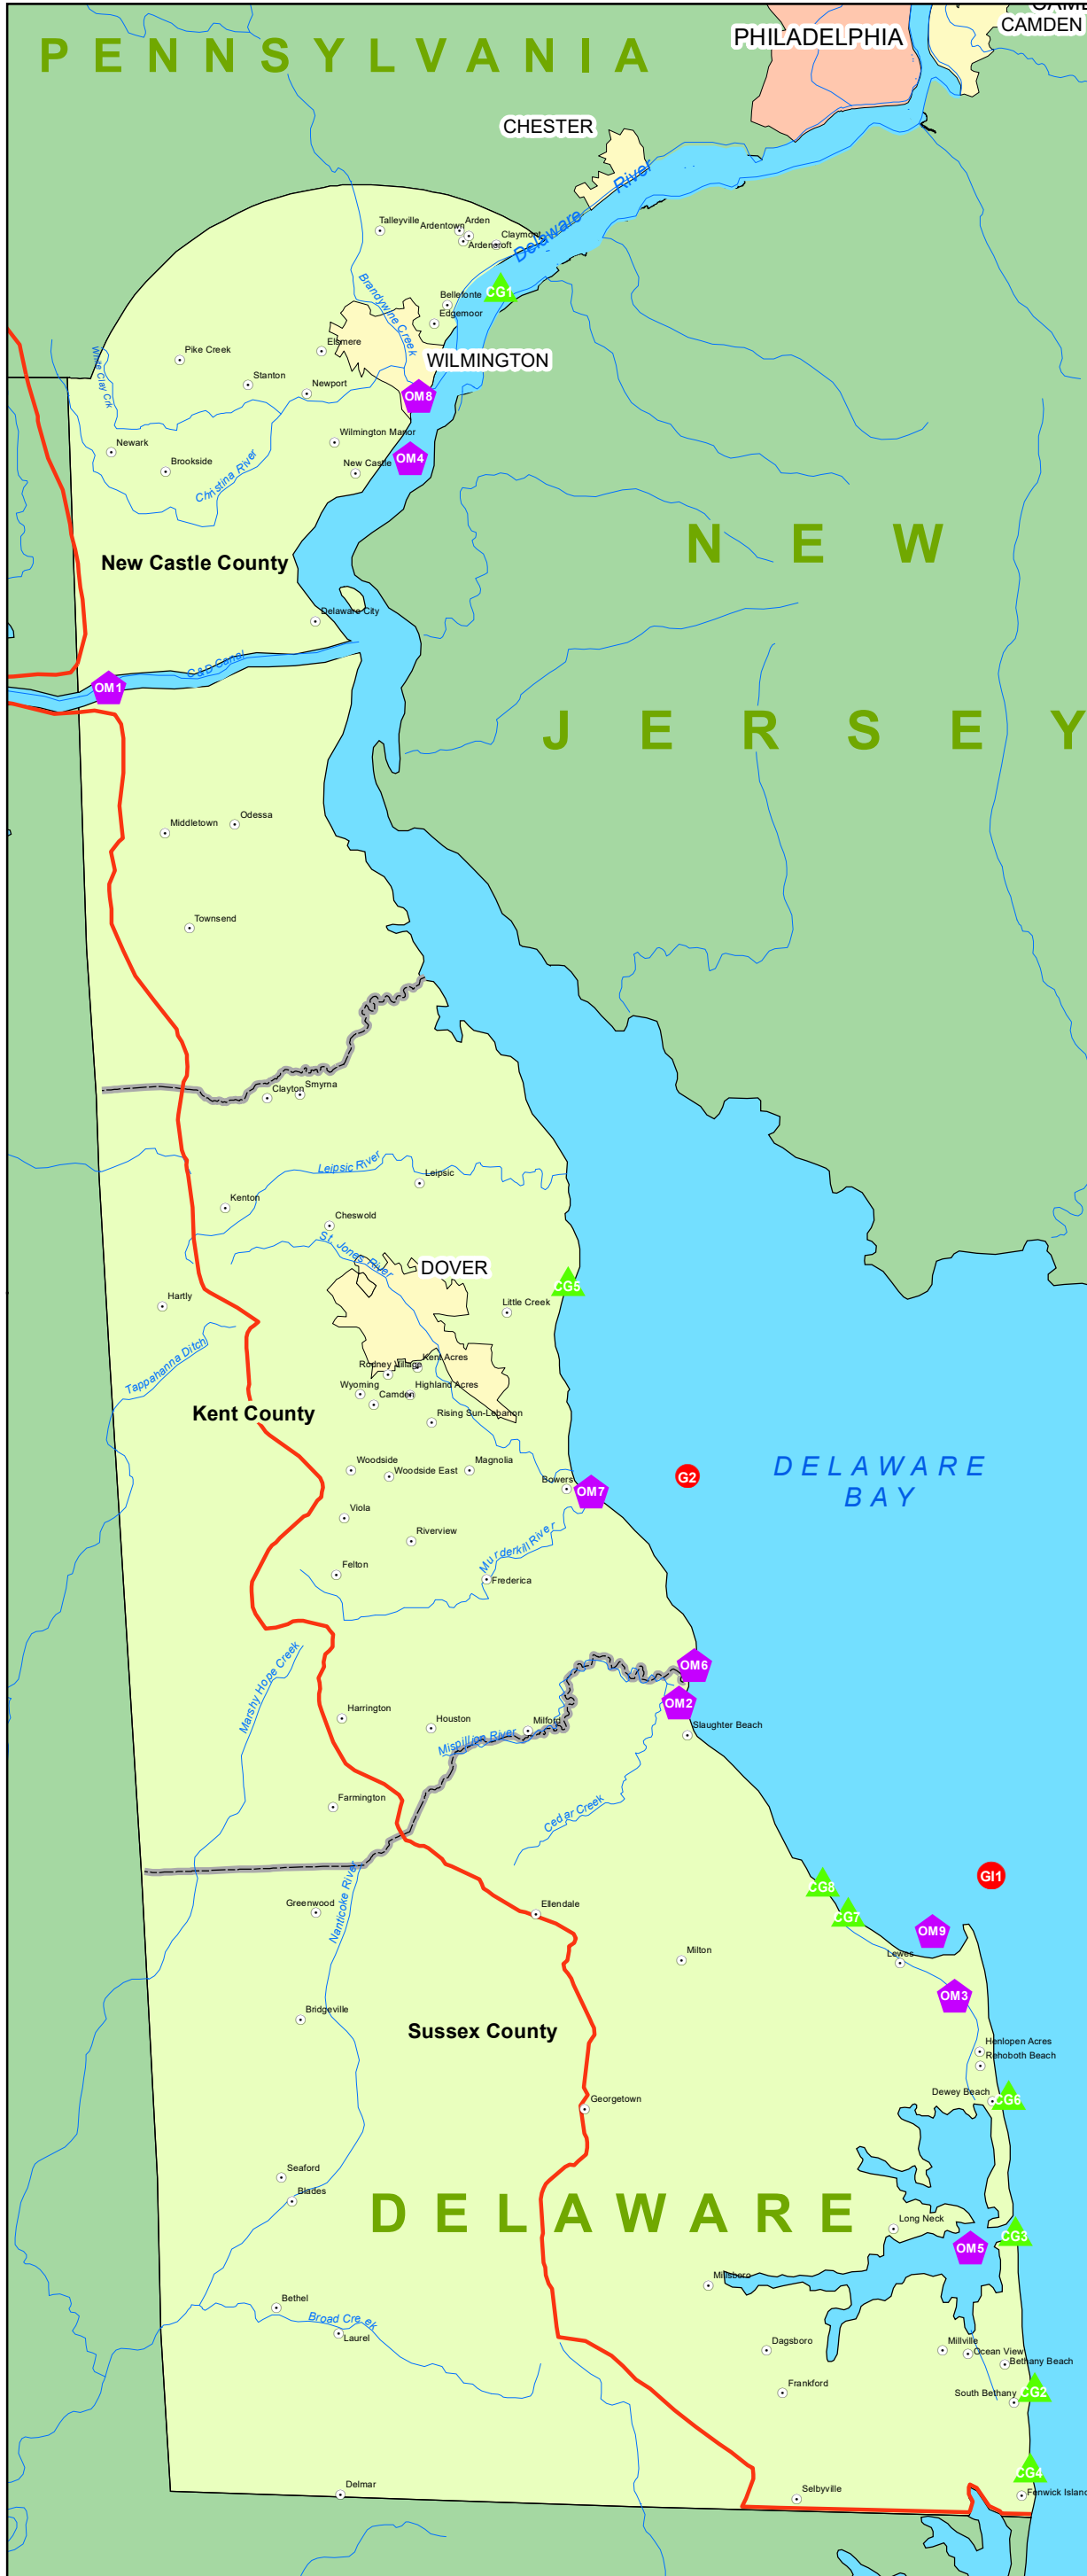 CAMDEN
PENNSYLVANIA
PHILADELPHIA
CHESTER
Delaware River
Talleyville
Ardentown
Arden
Ardencroft
Claymont
CG1
Bellefonte
Edgemoor
Brandywine Creek
Elsmere
Pike Creek
WILMINGTON
White Clay Crk
Stanton
Newport
OM8
Wilmington Manor
Newark
Brookside
New Castle
OM4
Christina River
NEW
New Castle County
Delaware City
C&D Canal
OM1
JERSEY
Middletown
Odessa
Townsend
Clayton
Smyrna
Leipsic River
Leipsic
Kenton
Cheswold
St. Jones River
DOVER
CG5
Hartly
Little Creek
Tappahanna Ditch
Kent Acres
Rodney Village
Wyoming
Highland Acres
Camden
Kent County
Rising Sun-Lebanon
Woodside
Woodside East
Magnolia
Bowers
OM7
G2
DELAWARE
BAY
Viola
Riverview
Murderkill River
Felton
Frederica
Marshy Hope Creek
OM6
OM2
Harrington
Houston
Milford
Mispillion River
Slaughter Beach
Farmington
Cedar Creek
CG8
GI1
Greenwood
Nanticoke River
Ellendale
CG7
OM9
Milton
Lewes
OM3
Bridgeville
Sussex County
Henlopen Acres
Rehoboth Beach
Dewey Beach
CG6
Georgetown
Seaford
Blades
DELAWARE
Long Neck
CG3
OM5
Millsboro
Bethel
Broad Creek
Laurel
Dagsboro
Millville
Ocean View
Bethany Beach
Frankford
South Bethany
CG2
CG4
Delmar
Selbyville
Fenwick Island